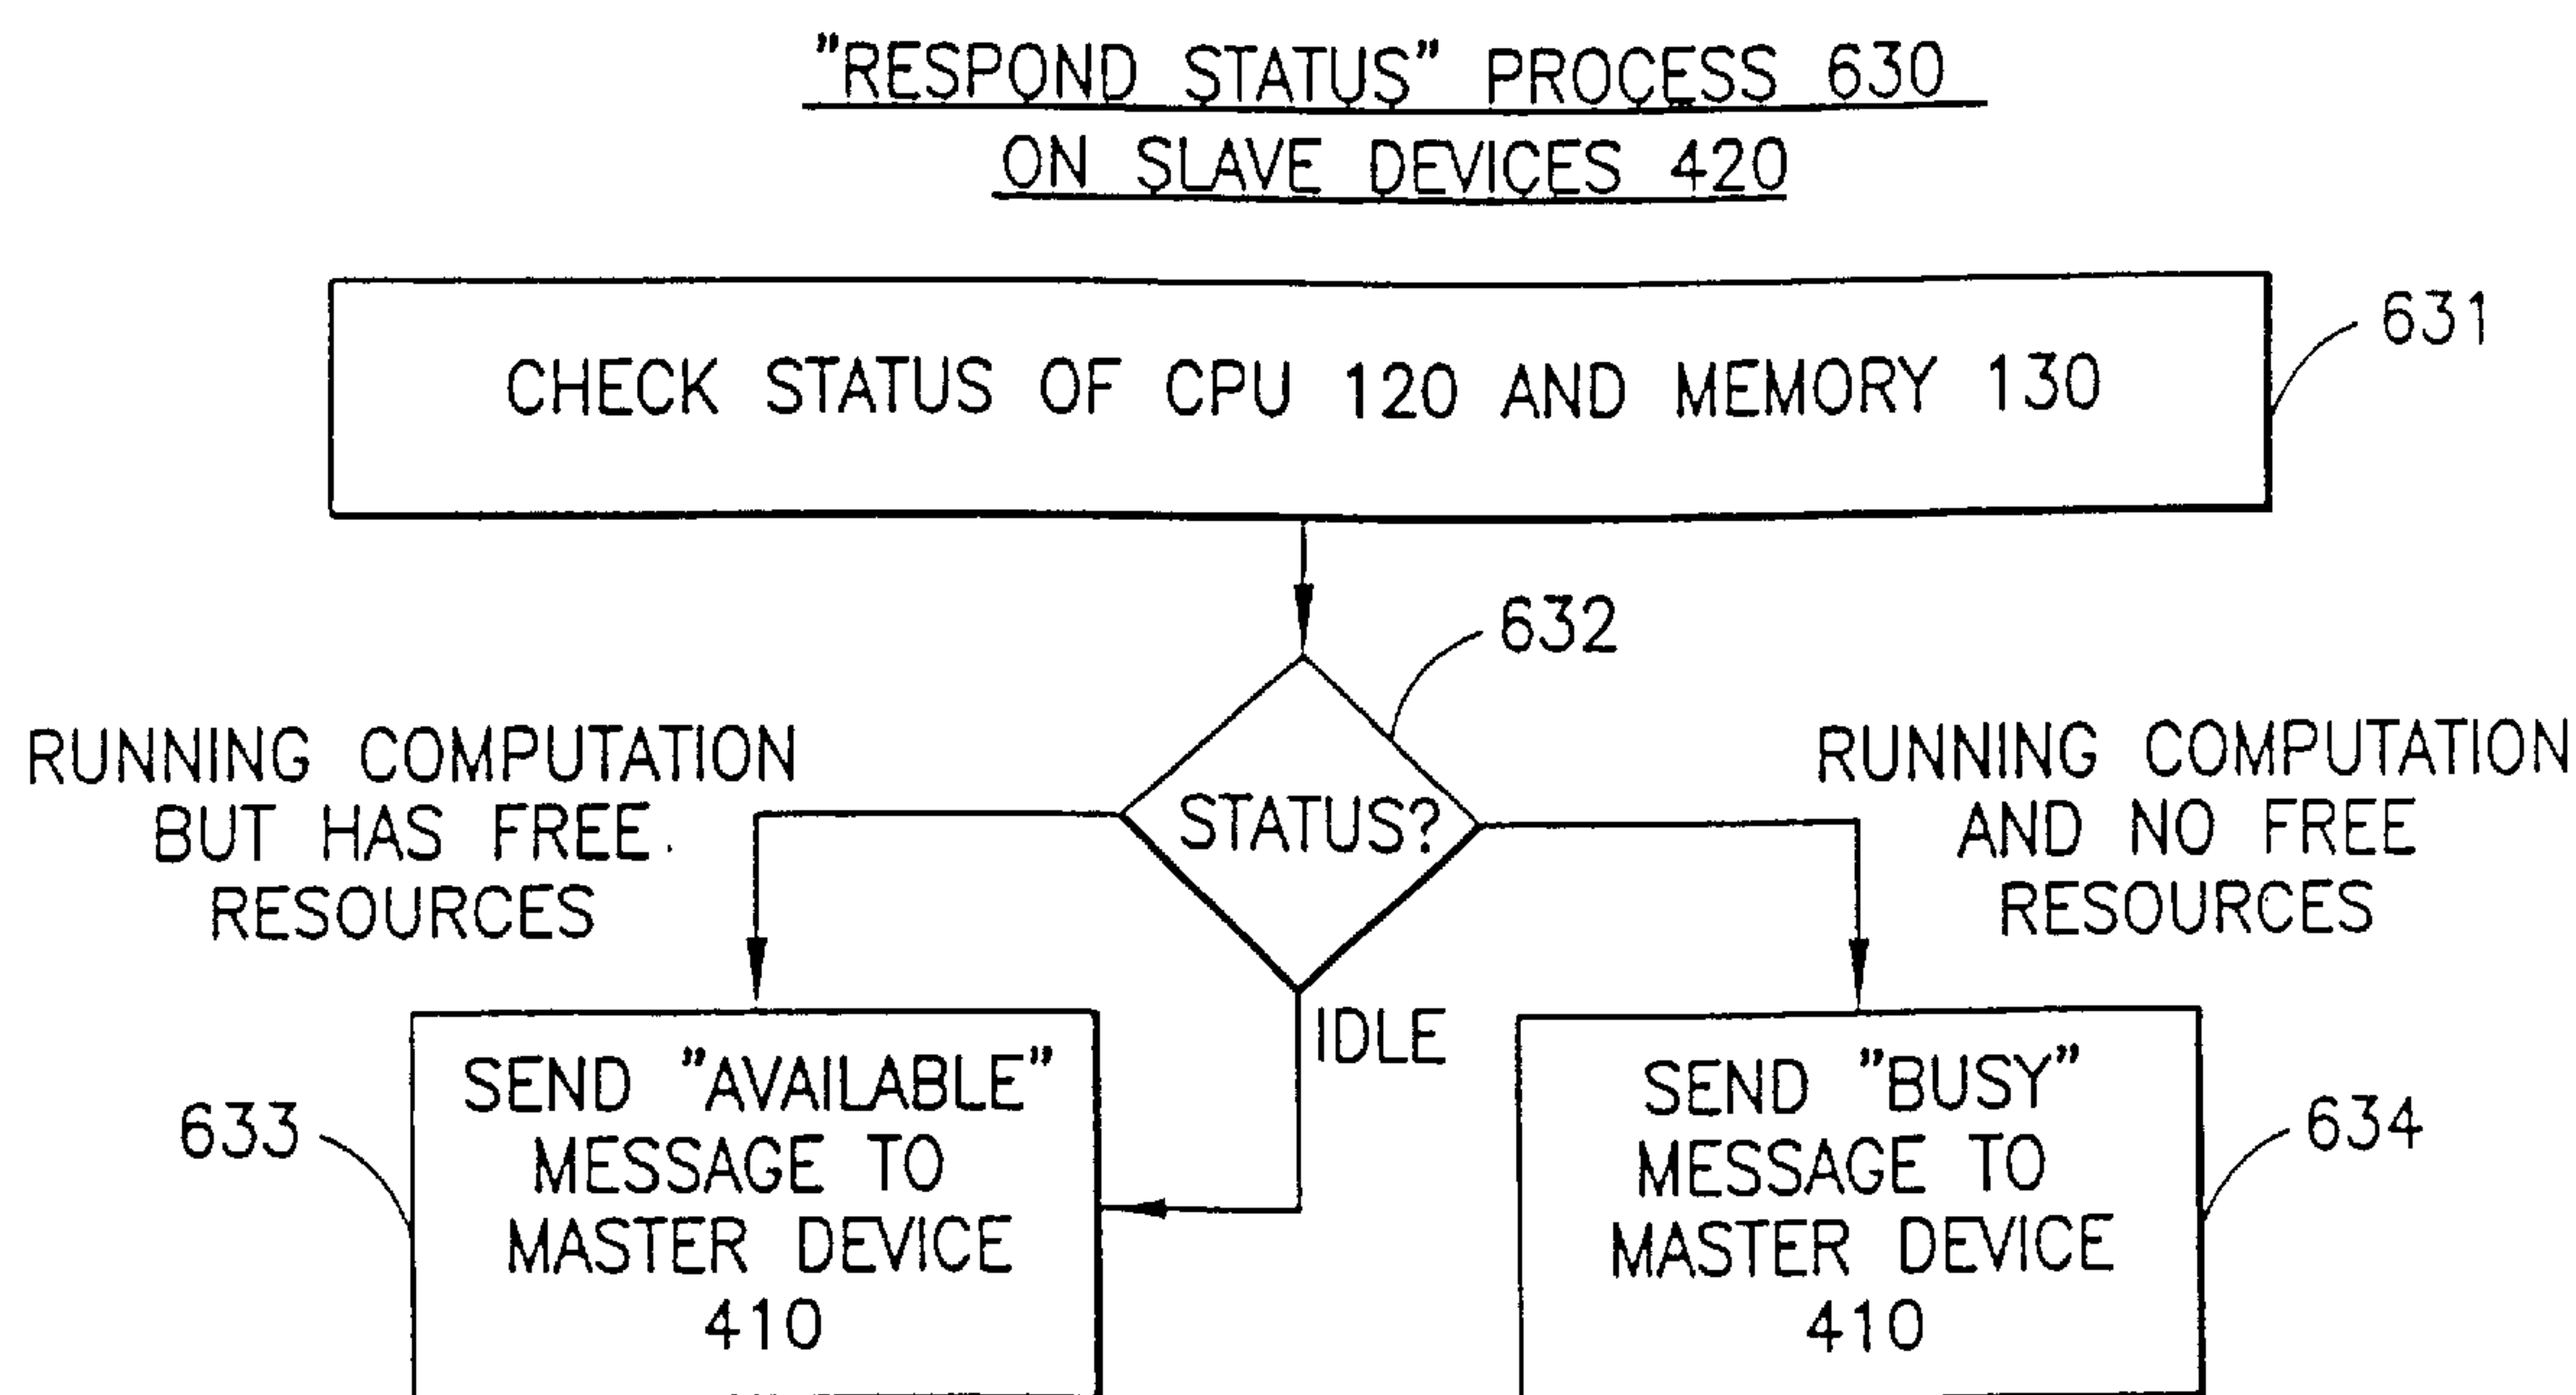 "RESPOND STATUS" PROCESS 630
ON SLAVE DEVICES 420
CHECK STATUS OF CPU 120 AND MEMORY 130
631
632
RUNNING COMPUTATION
BUT HAS FREE
RESOURCES
STATUS?
RUNNING COMPUTATION
AND NO FREE
RESOURCES
IDLE
633
SEND "AVAILABLE"
MESSAGE TO
MASTER DEVICE
410
SEND "BUSY"
MESSAGE TO
MASTER DEVICE
410
634